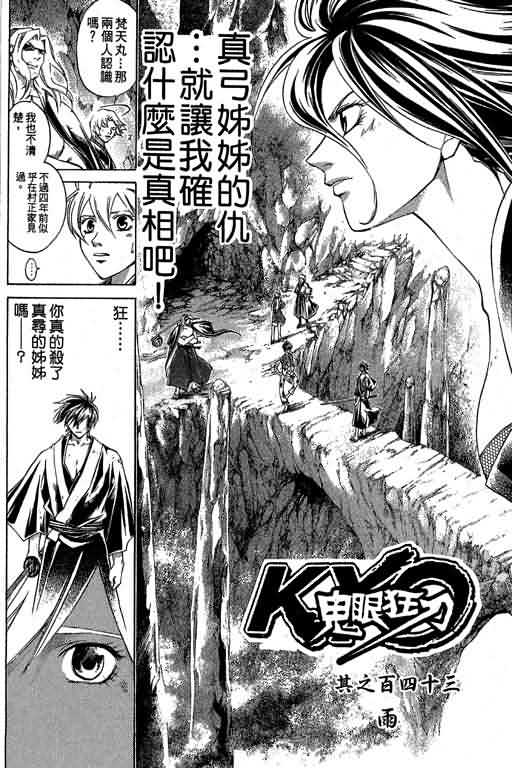 真弓姊姊的仇
…就讓我確
認什麼是真相吧！
KYO
鬼眼狂刀
其之百四十三
雨
梵天丸…那
兩個人認識
嗎？
我也不清
楚。
不過四年前似
乎在村正家見
過。
（……）
狂……
你真的殺了
真尋的姊姊
嗎──？